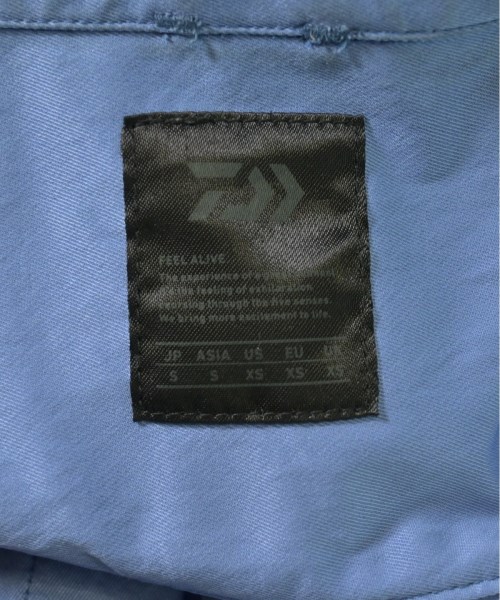 FEEL ALIVE.
The experience of
the feeling of exhilaration
through the five senses.
We bring more excitement to life.
JP ASIA US EU UK
S S XS XS XS